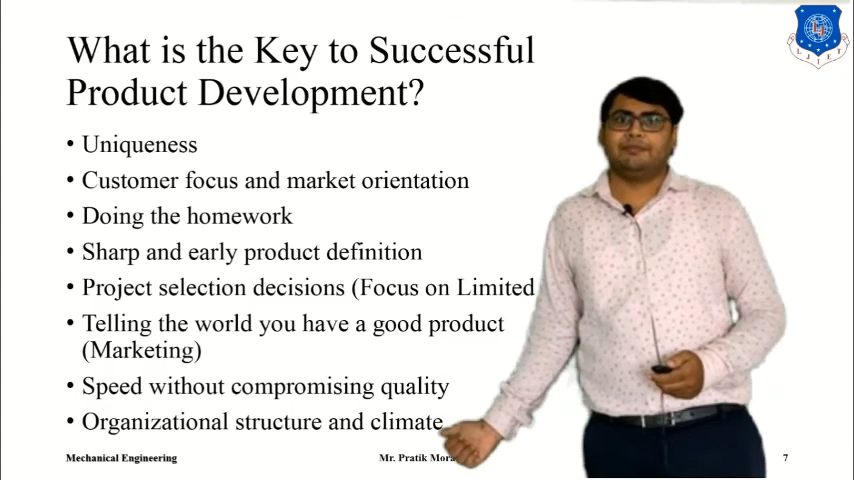 What is the Key to Successful
Product Development?
• Uniqueness
• Customer focus and market orientation
• Doing the homework
• Sharp and early product definition
• Project selection decisions (Focus on Limited
• Telling the world you have a good product
(Marketing)
• Speed without compromising quality
• Organizational structure and climate
Mechanical Engineering
Mr. Pratik
7
LJIET